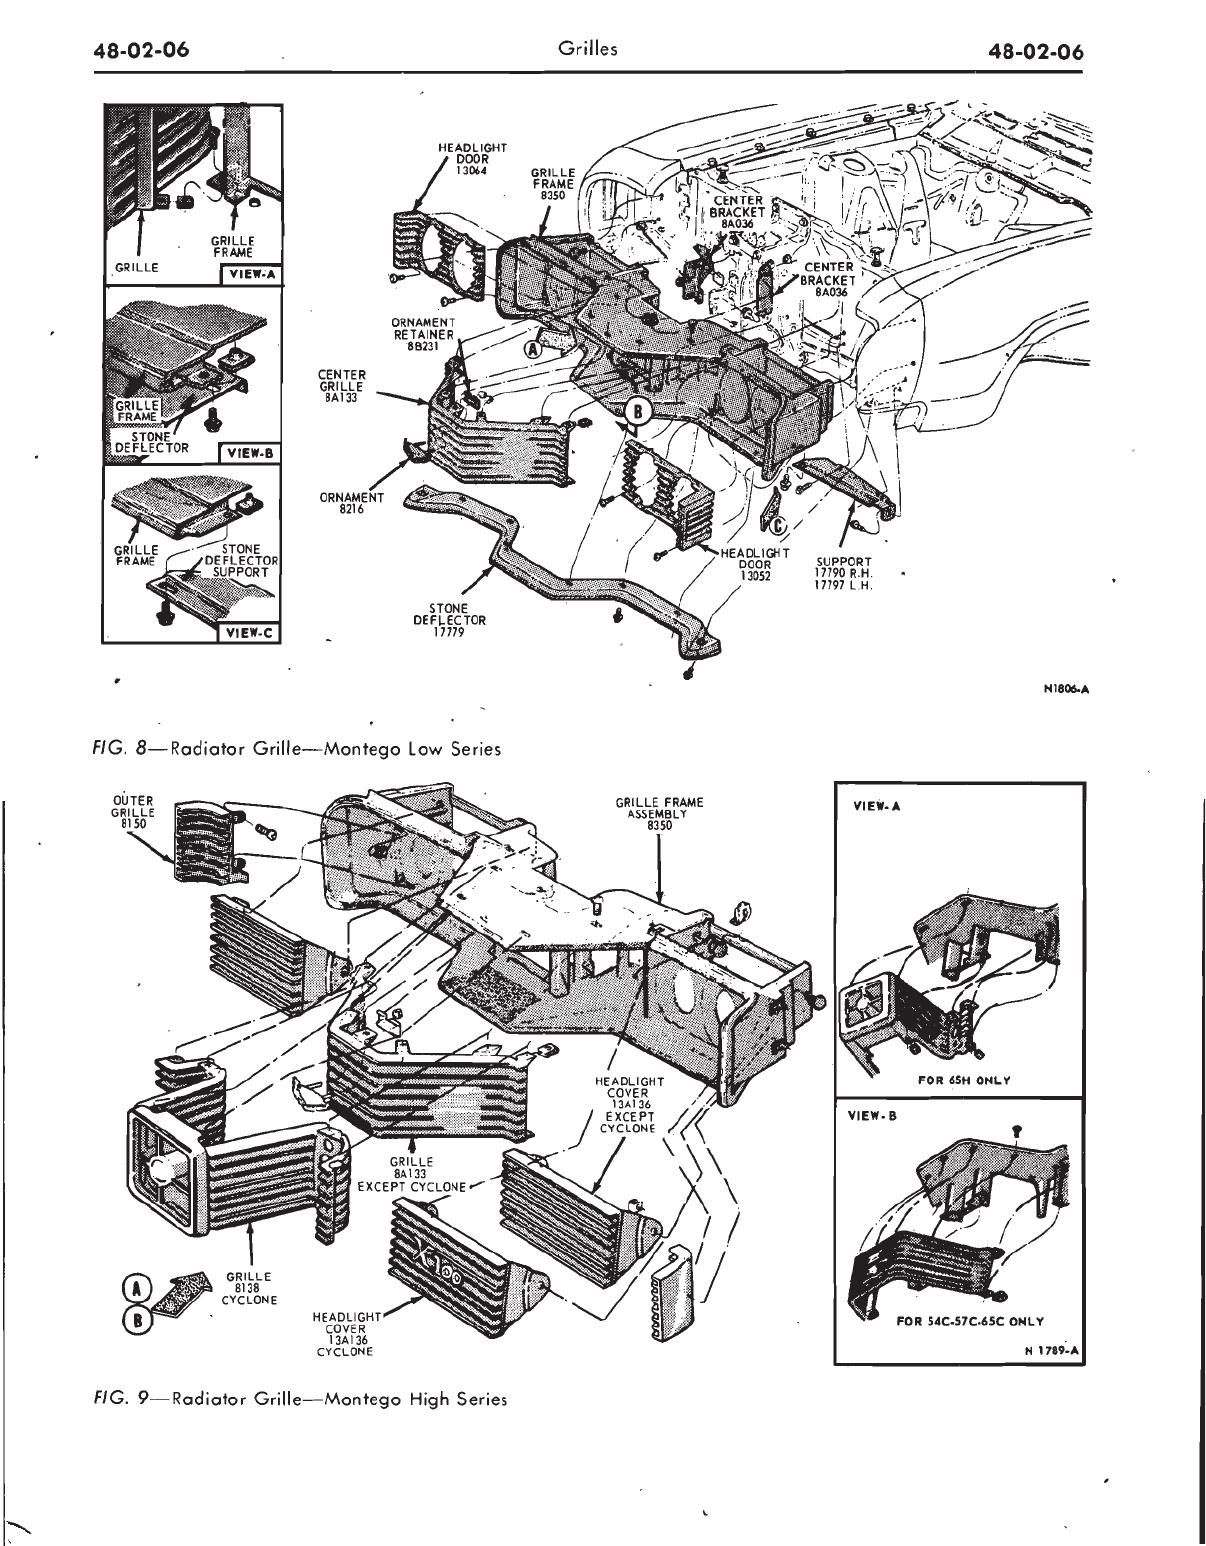 48-02-06
Grilles
48-02-06
GRILLE
GRILLE
FRAME
VIEW-A
GRILLE
FRAME
STONE
DEFLECTOR
VIEW-B
GRILLE
FRAME
STONE
DEFLECTOR
SUPPORT
VIEW-C
HEADLIGHT
DOOR
13064
GRILLE
FRAME
8350
CENTER
BRACKET
8A036
CENTER
BRACKET
8A036
ORNAMENT
RETAINER
8B231
A
CENTER
GRILLE
8A133
B
ORNAMENT
8216
C
HEADLIGHT
DOOR
13052
SUPPORT
17790 R.H.
17797 L.H.
STONE
DEFLECTOR
17779
N1806-A
FIG. 8—Radiator Grille—Montego Low Series
OUTER
GRILLE
8150
GRILLE FRAME
ASSEMBLY
8350
HEADLIGHT
COVER
13A136
EXCEPT
CYCLONE
GRILLE
8A133
EXCEPT CYCLONE
GRILLE
8138
CYCLONE
A
B
HEADLIGHT
COVER
13A136
CYCLONE
VIEW-A
FOR 65H ONLY
VIEW-B
FOR 54C-57C-65C ONLY
N 1789-A
FIG. 9—Radiator Grille—Montego High Series